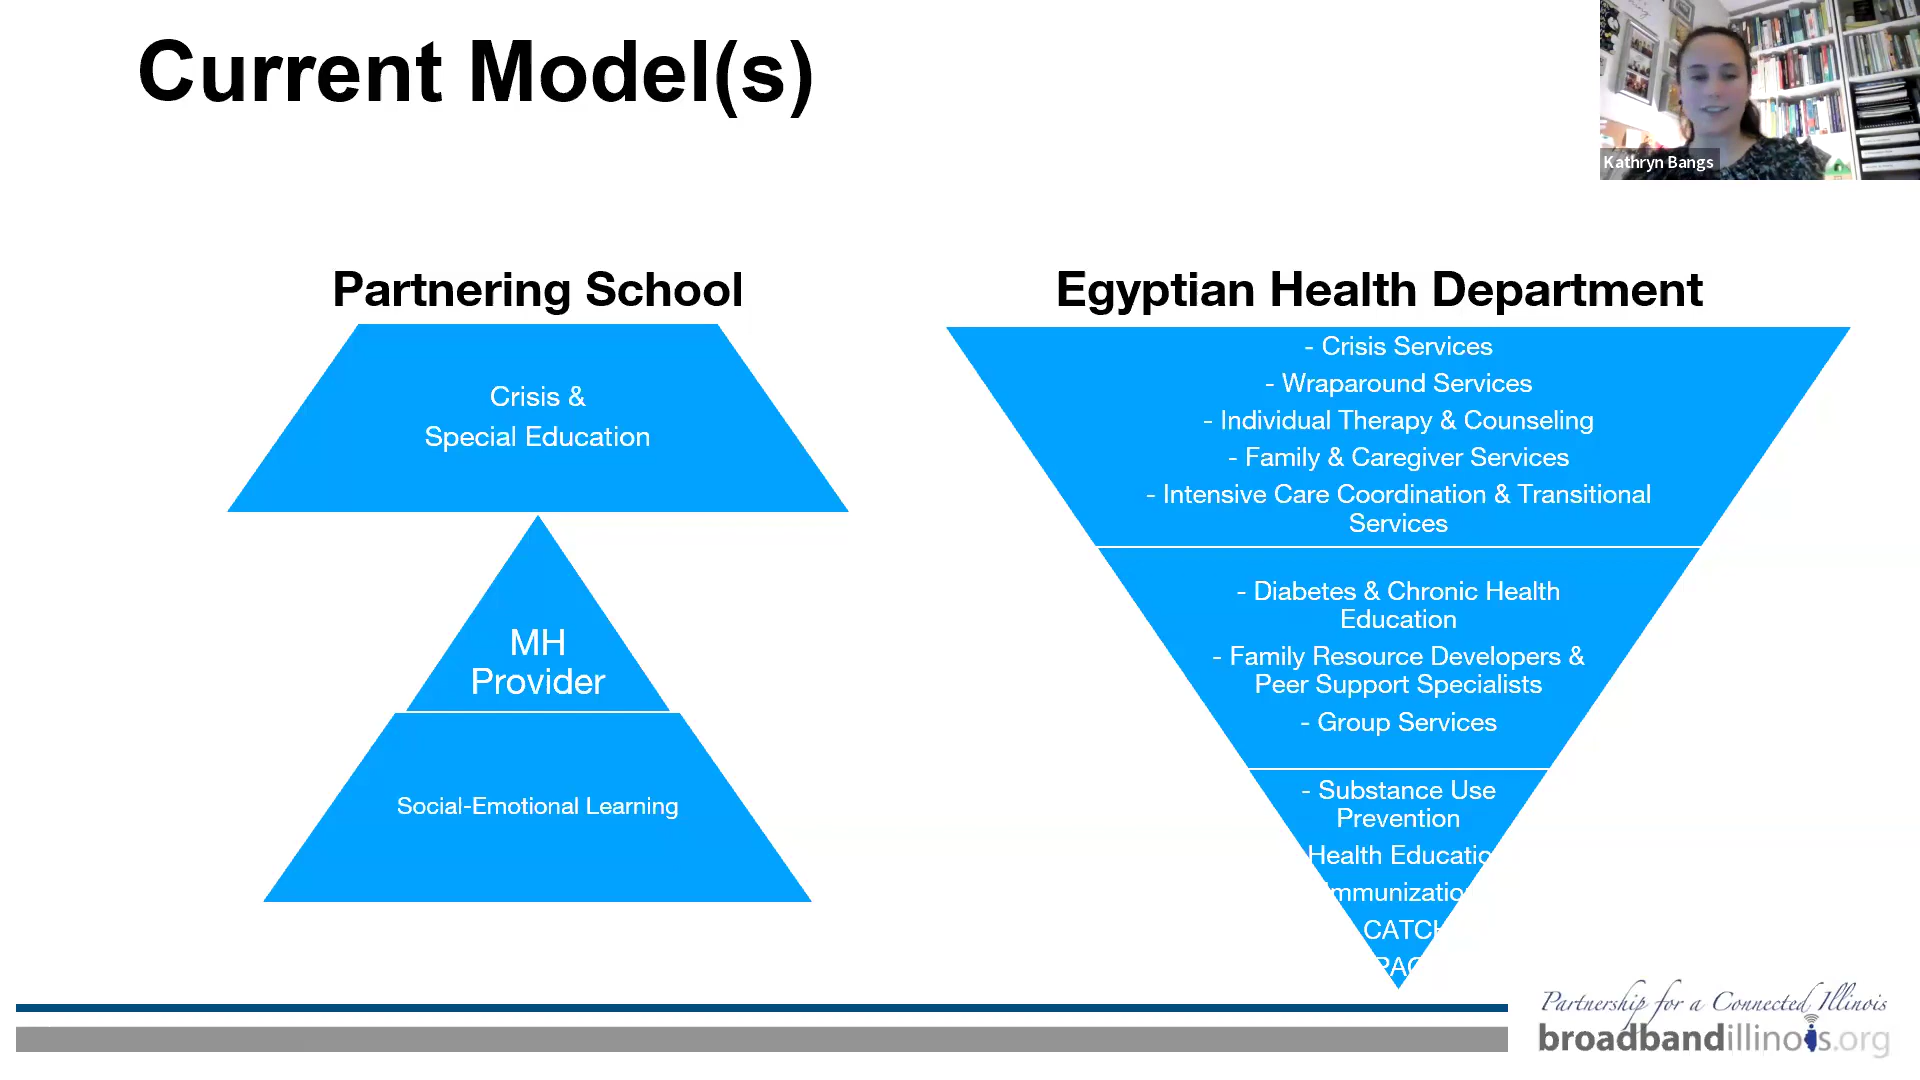 Current Model(s)
Kathryn Bangs
Partnering School
Crisis &
Special Education
MH
Provider
Social-Emotional Learning
Egyptian Health Department
- Crisis Services
- Wraparound Services
- Individual Therapy & Counseling
- Family & Caregiver Services
- Intensive Care Coordination & Transitional
Services
- Diabetes & Chronic Health
Education
- Family Resource Developers &
Peer Support Specialists
- Group Services
- Substance Use
Prevention
Health
CATCH
Partnership for a Connected Illinois
broadbandillinois.org